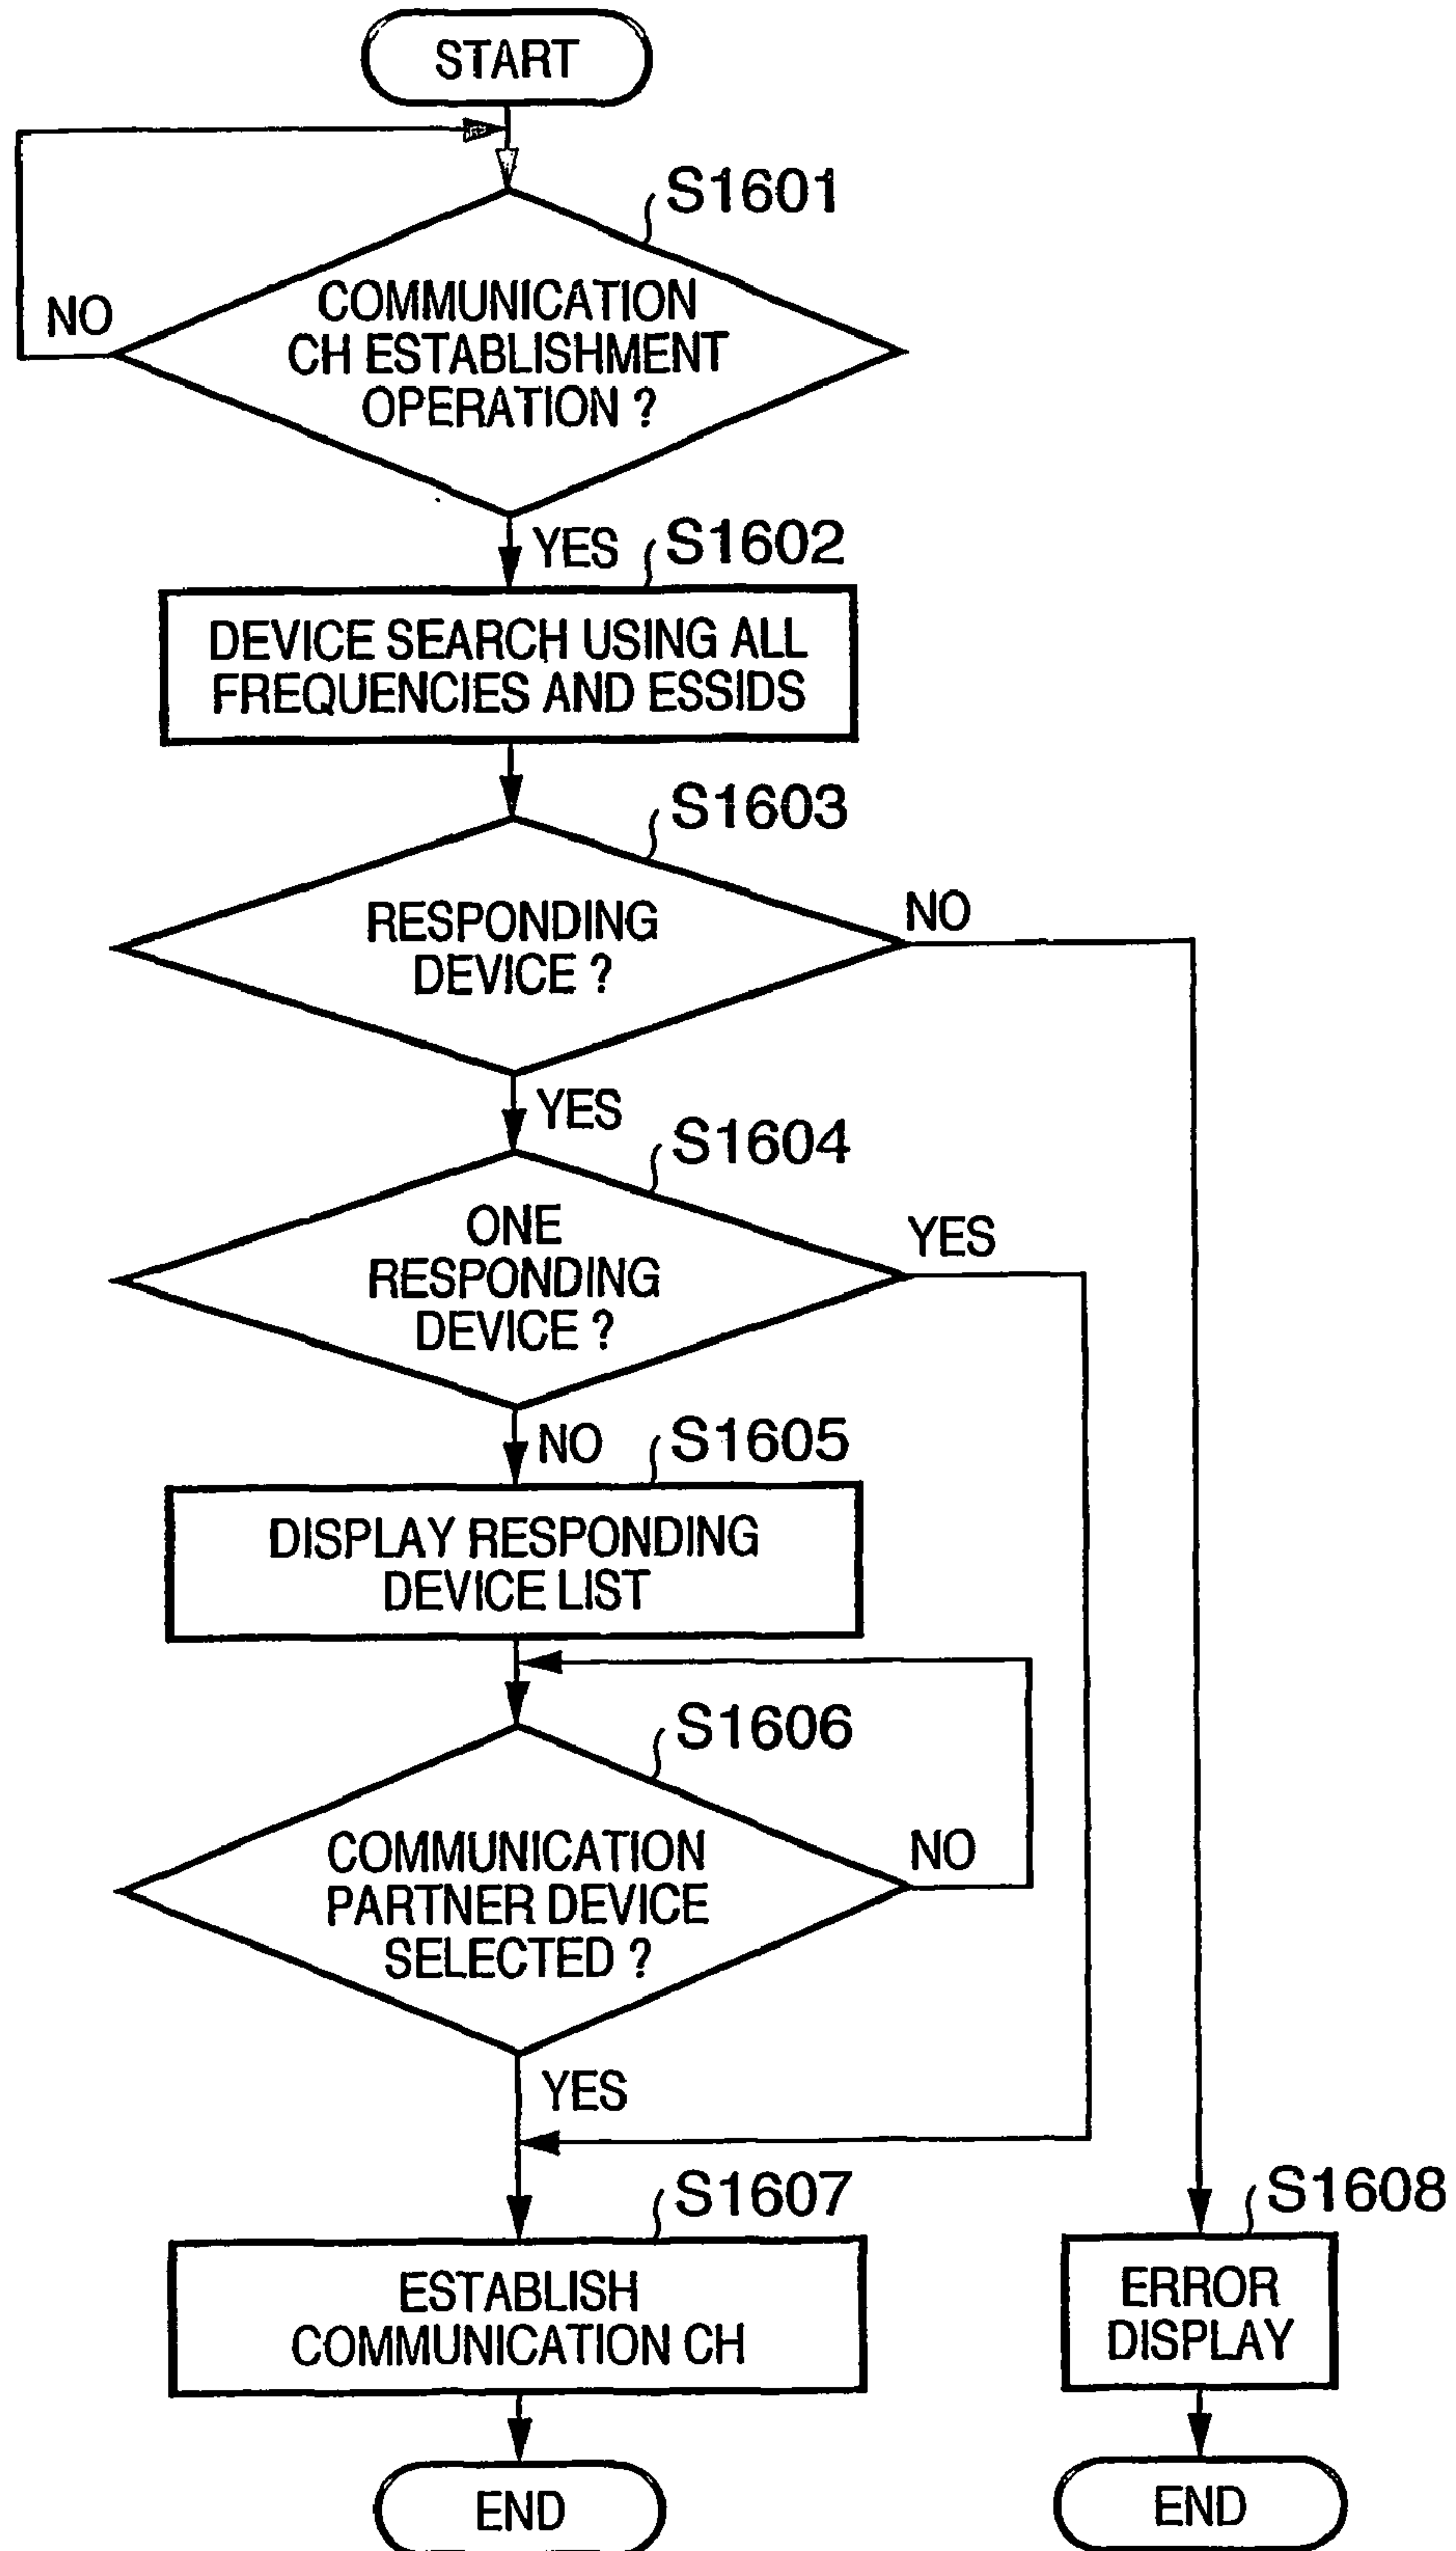 START
S1601
COMMUNICATION
CH ESTABLISHMENT
OPERATION ?
NO
YES
S1602
DEVICE SEARCH USING ALL
FREQUENCIES AND ESSIDS
S1603
RESPONDING
DEVICE ?
NO
YES
S1604
ONE
RESPONDING
DEVICE ?
YES
NO
S1605
DISPLAY RESPONDING
DEVICE LIST
S1606
COMMUNICATION
PARTNER DEVICE
SELECTED ?
NO
YES
S1607
ESTABLISH
COMMUNICATION CH
S1608
ERROR
DISPLAY
END
END